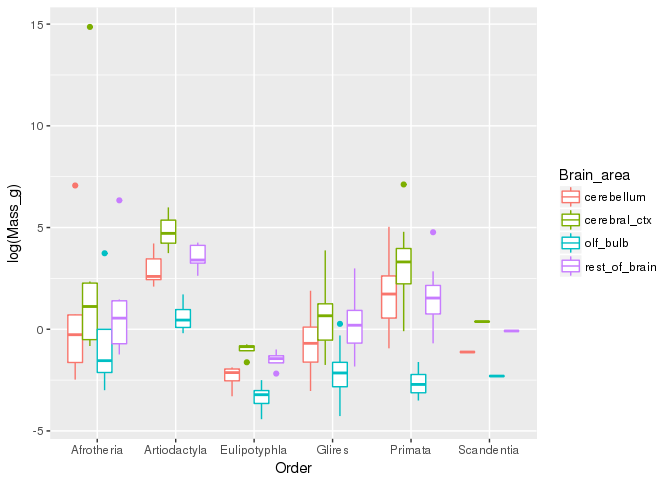 15
10
5
0
-5
log(Mass_g)
Afrotheria Artiodactyla Eulipotyphla Glires Primata Scandentia
Order
Brain_area
cerebellum
cerebral_ctx
olf_bulb
rest_of_brain